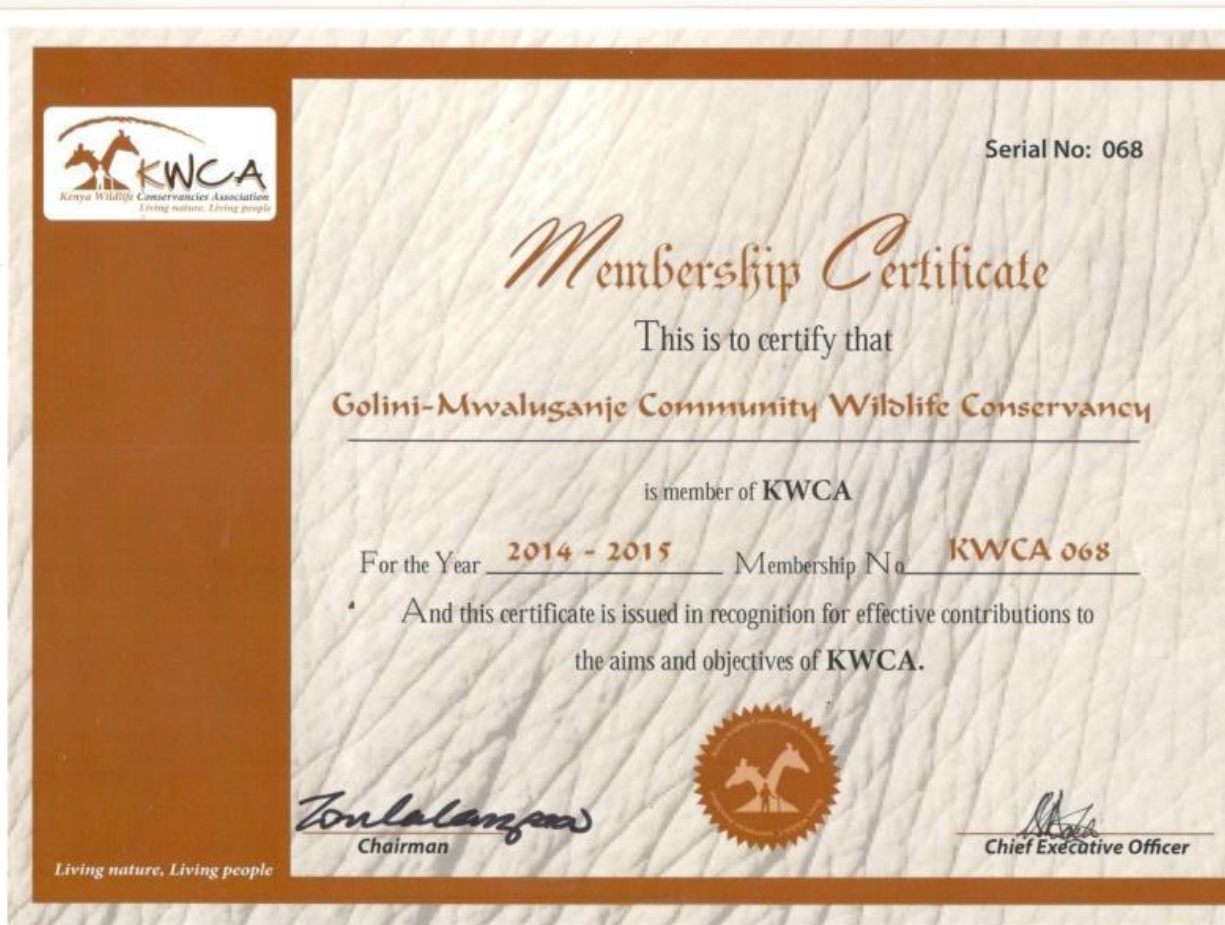 KWCA
Kenya Wildlife Conservancies Association
Living nature, Living people
Serial No: 068
Membership Certificate
This is to certify that
Golini-Mwaluganje Community Wildlife Conservancy
is member of KWCA
For the Year 2014 - 2015 Membership No KWCA 068
And this certificate is issued in recognition for effective contributions to
the aims and objectives of KWCA.
Chairman
Chief Executive Officer
Living nature, Living people